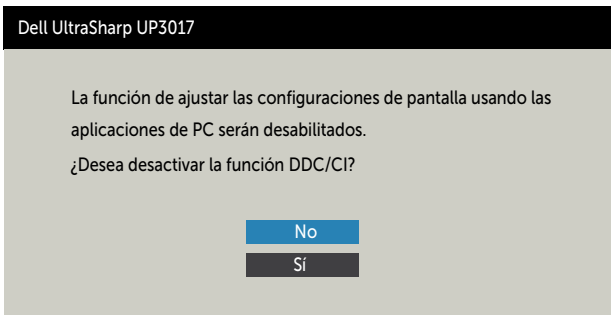 Dell UltraSharp UP3017
La función de ajustar las configuraciones de pantalla usando las
aplicaciones de PC serán desabilitados.
¿Desea desactivar la función DDC/CI?
No
Sí